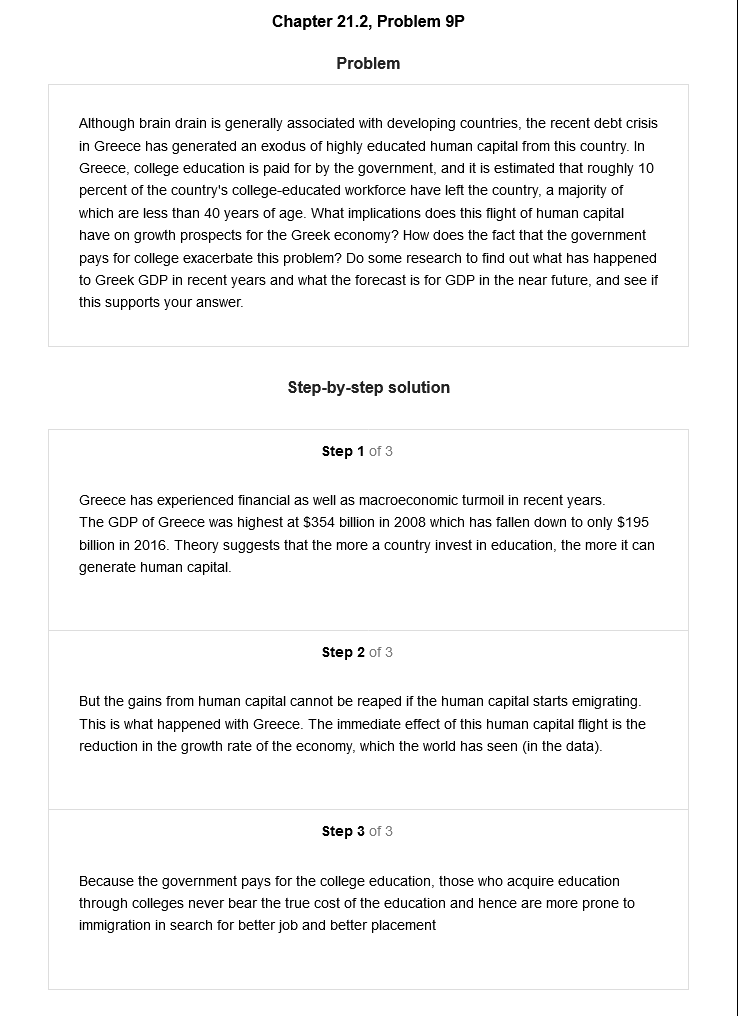 Chapter 21.2, Problem 9P
Problem
Although brain drain is generally associated with developing countries, the recent debt crisis
in Greece has generated an exodus of highly educated human capital from this country. In
Greece, college education is paid for by the government, and it is estimated that roughly 10
percent of the country's college-educated workforce have left the country, a majority of
which are less than 40 years of age. What implications does this flight of human capital
have on growth prospects for the Greek economy? How does the fact that the government
pays for college exacerbate this problem? Do some research to find out what has happened
to Greek GDP in recent years and what the forecast is for GDP in the near future, and see if
this supports your answer.
Step-by-step solution
Step 1 of 3
Greece has experienced financial as well as macroeconomic turmoil in recent years.
The GDP of Greece was highest at $354 billion in 2008 which has fallen down to only $195
billion in 2016. Theory suggests that the more a country invest in education, the more it can
generate human capital.
Step 2 of 3
But the gains from human capital cannot be reaped if the human capital starts emigrating.
This is what happened with Greece. The immediate effect of this human capital flight is the
reduction in the growth rate of the economy, which the world has seen (in the data).
Step 3 of 3
Because the government pays for the college education, those who acquire education
through colleges never bear the true cost of the education and hence are more prone to
immigration in search for better job and better placement